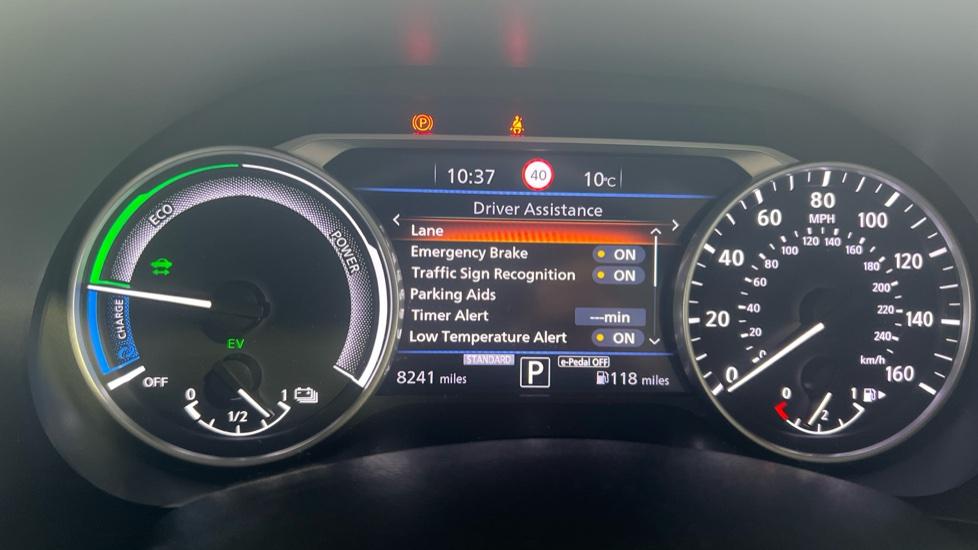 P
10:37 40 10°C
Driver Assistance
Lane
Emergency Brake ON
Traffic Sign Recognition ON
Parking Aids
Timer Alert ---min
Low Temperature Alert ON
STANDARD
e-Pedal OFF
8241 miles P 118 miles
ECO
POWER
CHARGE
OFF
EV
0 1/2 1
0 20 40 60 80 100 120 140 160
MPH
0 20 40 60 80 100 120 140 160 180 200 220 240
km/h
0 1
2